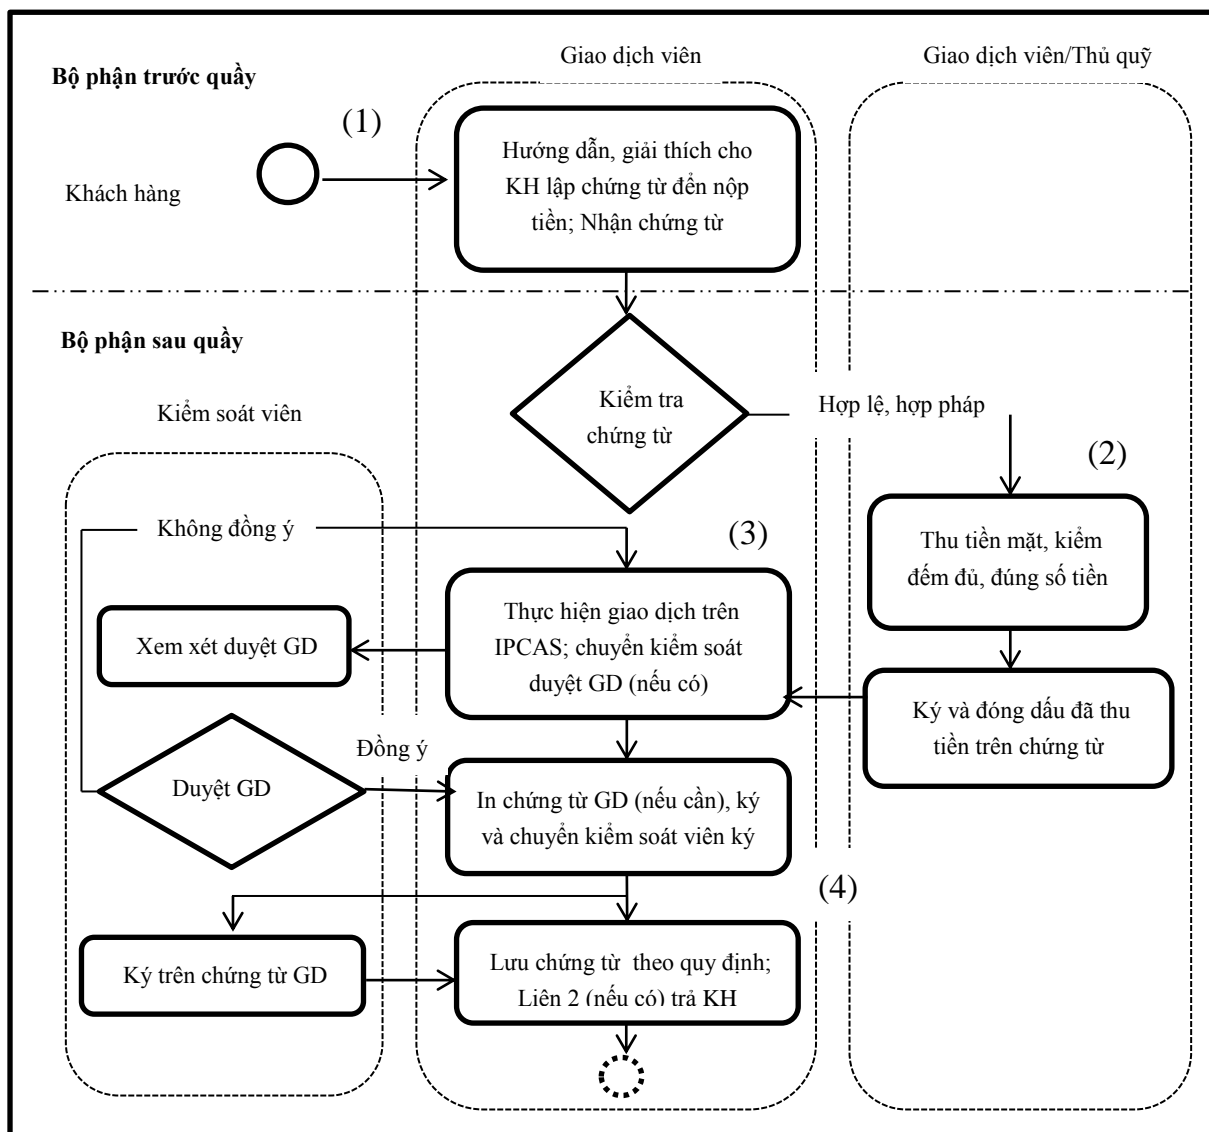 Giao dịch viên
Giao dịch viên/Thủ quỹ
Bộ phận trước quầy
(1)
Khách hàng
Hướng dẫn, giải thích cho
KH lập chứng từ đển nộp
tiền; Nhận chứng từ
Bộ phận sau quầy
Kiểm soát viên
Kiểm tra
chứng từ
Hợp lệ, hợp pháp
(2)
Không đồng ý
(3)
Thu tiền mặt, kiểm
đếm đủ, đúng số tiền
Xem xét duyệt GD
Thực hiện giao dịch trên
IPCAS; chuyển kiểm soát
duyệt GD (nếu có)
Ký và đóng dấu đã thu
tiền trên chứng từ
Đồng ý
Duyệt GD
In chứng từ GD (nếu cần), ký
và chuyển kiểm soát viên ký
(4)
Ký trên chứng từ GD
Lưu chứng từ  theo quy định;
Liên 2 (nếu có) trả KH